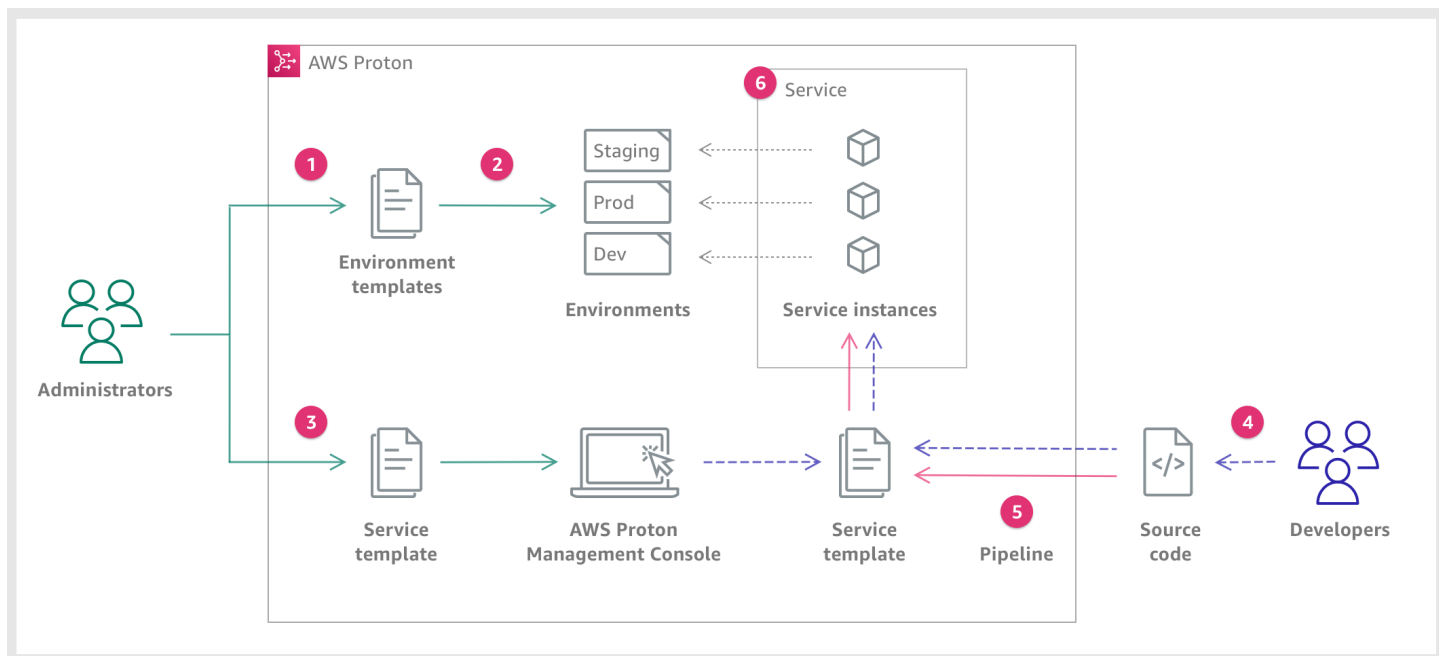 AWS Proton
6
Service
1
2
Staging
Prod
Dev
Environment
templates
Environments
Service instances
Administrators
3
4
</>
5
Service
template
AWS Proton
Management Console
Service
template
Pipeline
Source
code
Developers